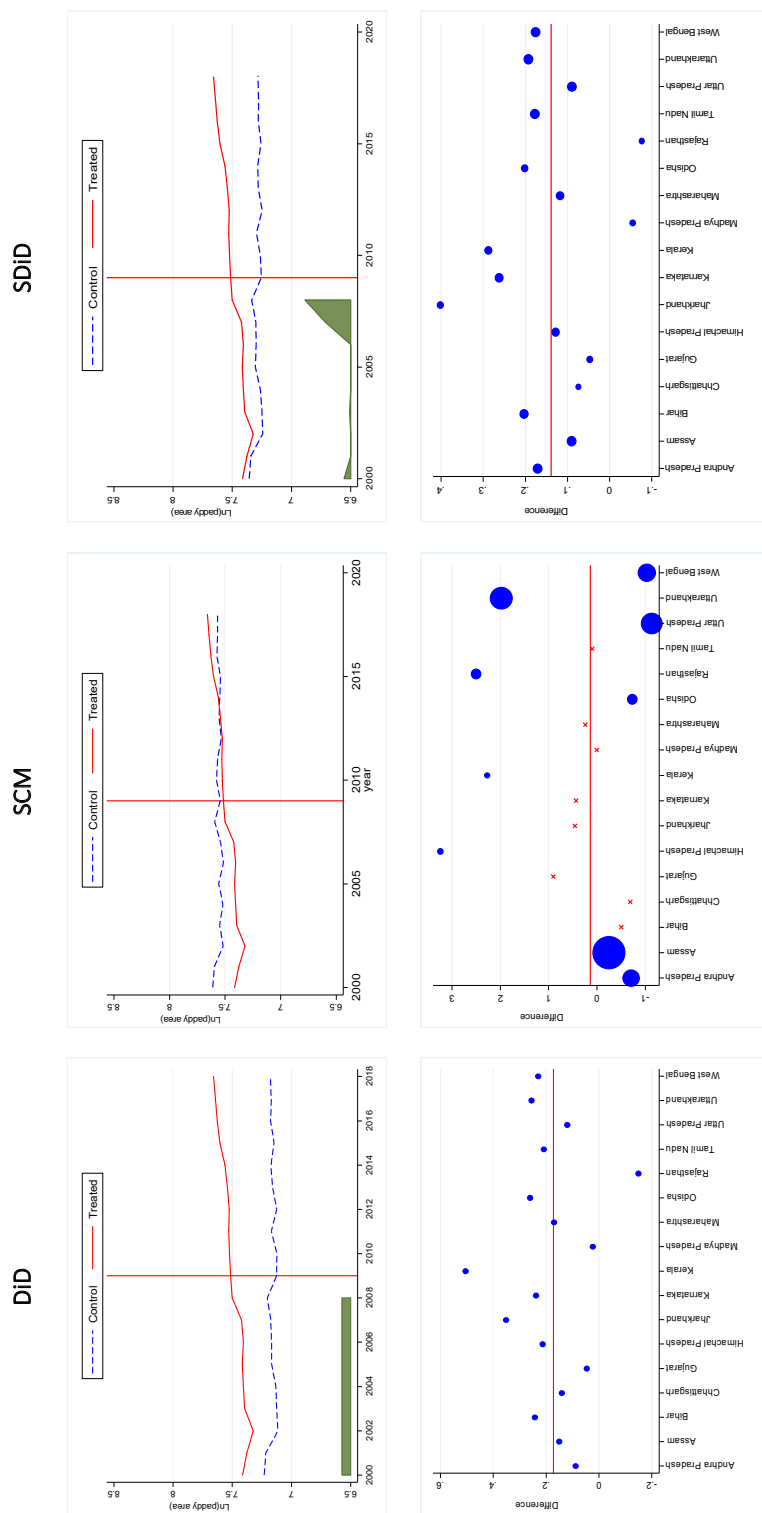 DiD
SCM
SDiD
Control
Treated
Ln(paddy area)
8.5
8
7.5
7
6.5
2000
2002
2004
2006
2008
2010
2012
2014
2016
2018
Control
Treated
Ln(paddy area)
8.5
8
7.5
7
6.5
2000
2005
2010
2015
2020
year
Control
Treated
Ln(paddy area)
8.5
8
7.5
7
6.5
2000
2005
2010
2015
2020
Difference
.6
.4
.2
0
-.2
Andhra Pradesh
Assam
Bihar
Chhattisgarh
Gujarat
Himachal Pradesh
Jharkhand
Karnataka
Kerala
Madhya Pradesh
Maharashtra
Odisha
Rajasthan
Tamil Nadu
Uttar Pradesh
Uttarakhand
West Bengal
Difference
3
2
1
0
-1
Andhra Pradesh
Assam
Bihar
Chhattisgarh
Gujarat
Himachal Pradesh
Jharkhand
Karnataka
Kerala
Madhya Pradesh
Maharashtra
Odisha
Rajasthan
Tamil Nadu
Uttar Pradesh
Uttarakhand
West Bengal
Difference
.4
.3
.2
.1
0
-.1
Andhra Pradesh
Assam
Bihar
Chhattisgarh
Gujarat
Himachal Pradesh
Jharkhand
Karnataka
Kerala
Madhya Pradesh
Maharashtra
Odisha
Rajasthan
Tamil Nadu
Uttar Pradesh
Uttarakhand
West Bengal